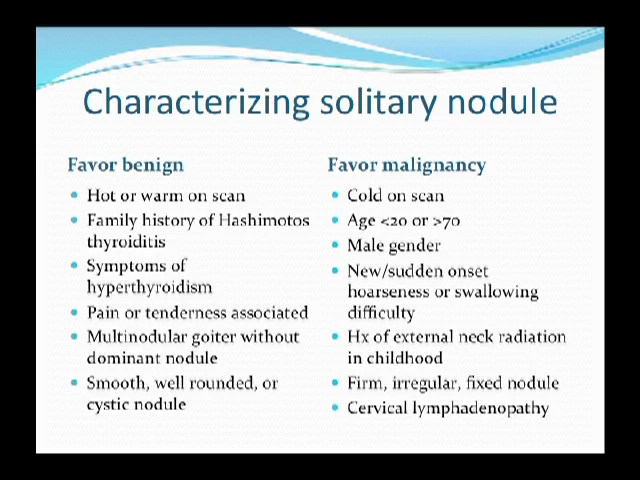 Characterizing solitary nodule
Favor benign
Hot or warm on scan
Family history of Hashimotos
thyroiditis
Symptoms of
hyperthyroidism
Pain or tenderness associated
Multinodular goiter without
dominant nodule
Smooth, well rounded, or
cystic nodule
Favor malignancy
Cold on scan
Age <20 or >70
Male gender
New/sudden onset
hoarseness or swallowing
difficulty
Hx of external neck radiation
in childhood
Firm, irregular, fixed nodule
Cervical lymphadenopathy